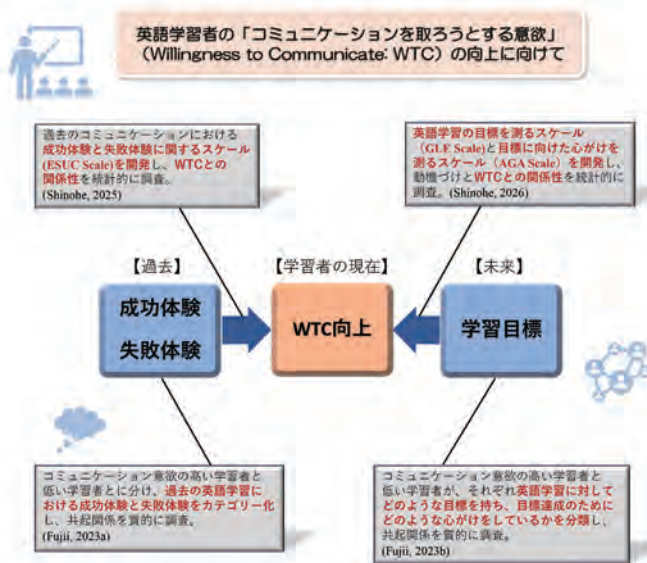 英語学習者の「コミュニケーションを取ろうとする意欲」
（Willingness to Communicate: WTC）の向上に向けて
過去のコミュニケーションにおける
成功体験と失敗体験に関するスケール
(ESUC Scale)を開発し、WTCとの
関係性を統計的に調査。
(Shinohe, 2025)
英語学習の目標を測るスケール
（GLE Scale)と目標に向けた心がけを
測るスケール（AGA Scale）を開発し、
動機づけとWTCとの関係性を統計的に
調査。(Shinohe, 2026)
【過去】
【学習者の現在】
【未来】
成功体験
失敗体験
WTC向上
学習目標
コミュニケーション意欲の高い学習者と
低い学習者とに分け、過去の英語学習に
おける成功体験と失敗体験をカテゴリー化
し、共起関係を質的に調査。
(Fujii, 2023a)
コミュニケーション意欲の高い学習者と
低い学習者が、それぞれ英語学習に対して
どのような目標を持ち、目標達成のために
どのような心がけをしているかを分類し、
共起関係を質的に調査。
(Fujii, 2023b)